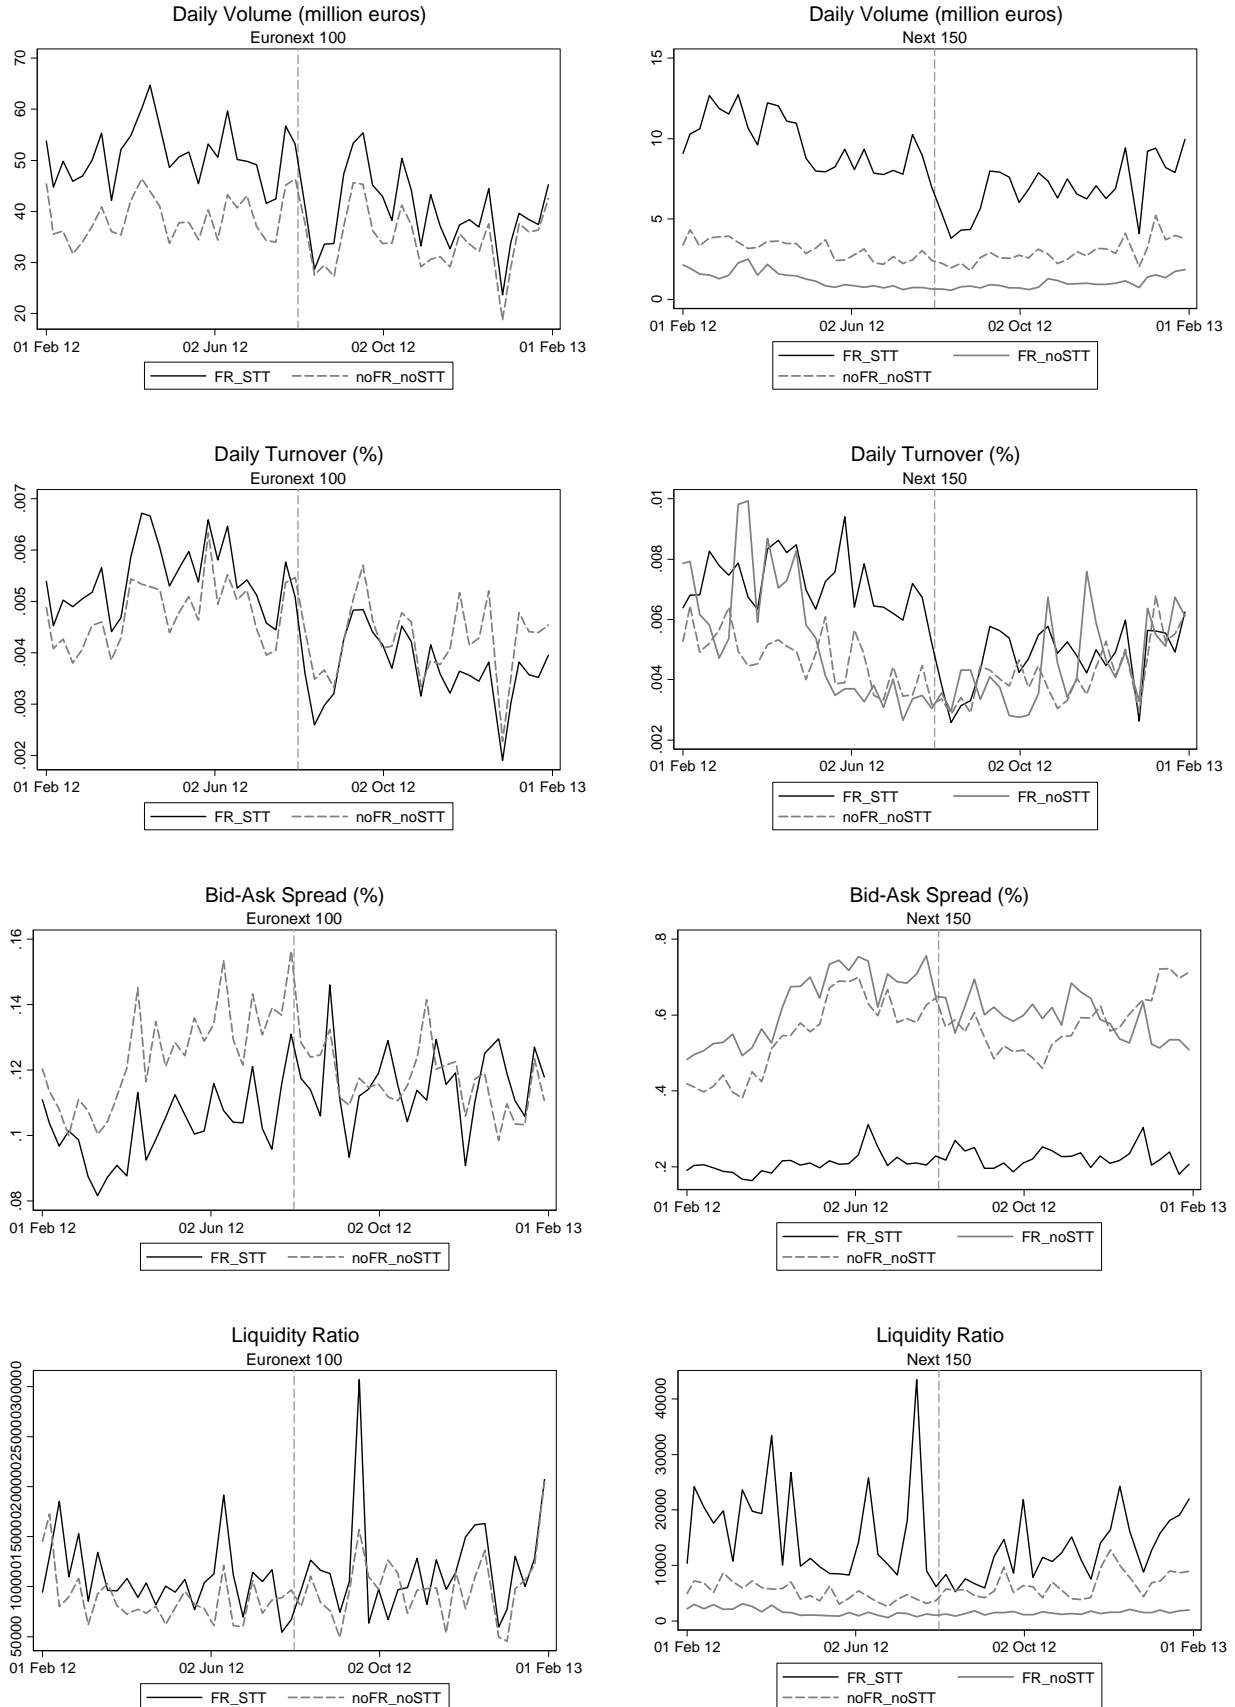 Daily Volume (million euros)
Euronext 100
70
60
50
40
30
20
01 Feb 12 02 Jun 12 02 Oct 12 01 Feb 13
FR_STT noFR_noSTT
Daily Volume (million euros)
Next 150
15
10
5
0
01 Feb 12 02 Jun 12 02 Oct 12 01 Feb 13
FR_STT FR_noSTT
noFR_noSTT
Daily Turnover (%)
Euronext 100
.007
.006
.005
.004
.003
.002
01 Feb 12 02 Jun 12 02 Oct 12 01 Feb 13
FR_STT noFR_noSTT
Daily Turnover (%)
Next 150
.01
.008
.006
.004
.002
01 Feb 12 02 Jun 12 02 Oct 12 01 Feb 13
FR_STT FR_noSTT
noFR_noSTT
Bid-Ask Spread (%)
Euronext 100
.16
.14
.12
.1
.08
01 Feb 12 02 Jun 12 02 Oct 12 01 Feb 13
FR_STT noFR_noSTT
Bid-Ask Spread (%)
Next 150
.8
.6
.4
.2
01 Feb 12 02 Jun 12 02 Oct 12 01 Feb 13
FR_STT FR_noSTT
noFR_noSTT
Liquidity Ratio
Euronext 100
300000
250000
200000
150000
100000
50000
01 Feb 12 02 Jun 12 02 Oct 12 01 Feb 13
FR_STT noFR_noSTT
Liquidity Ratio
Next 150
40000
30000
20000
10000
0
01 Feb 12 02 Jun 12 02 Oct 12 01 Feb 13
FR_STT FR_noSTT
noFR_noSTT